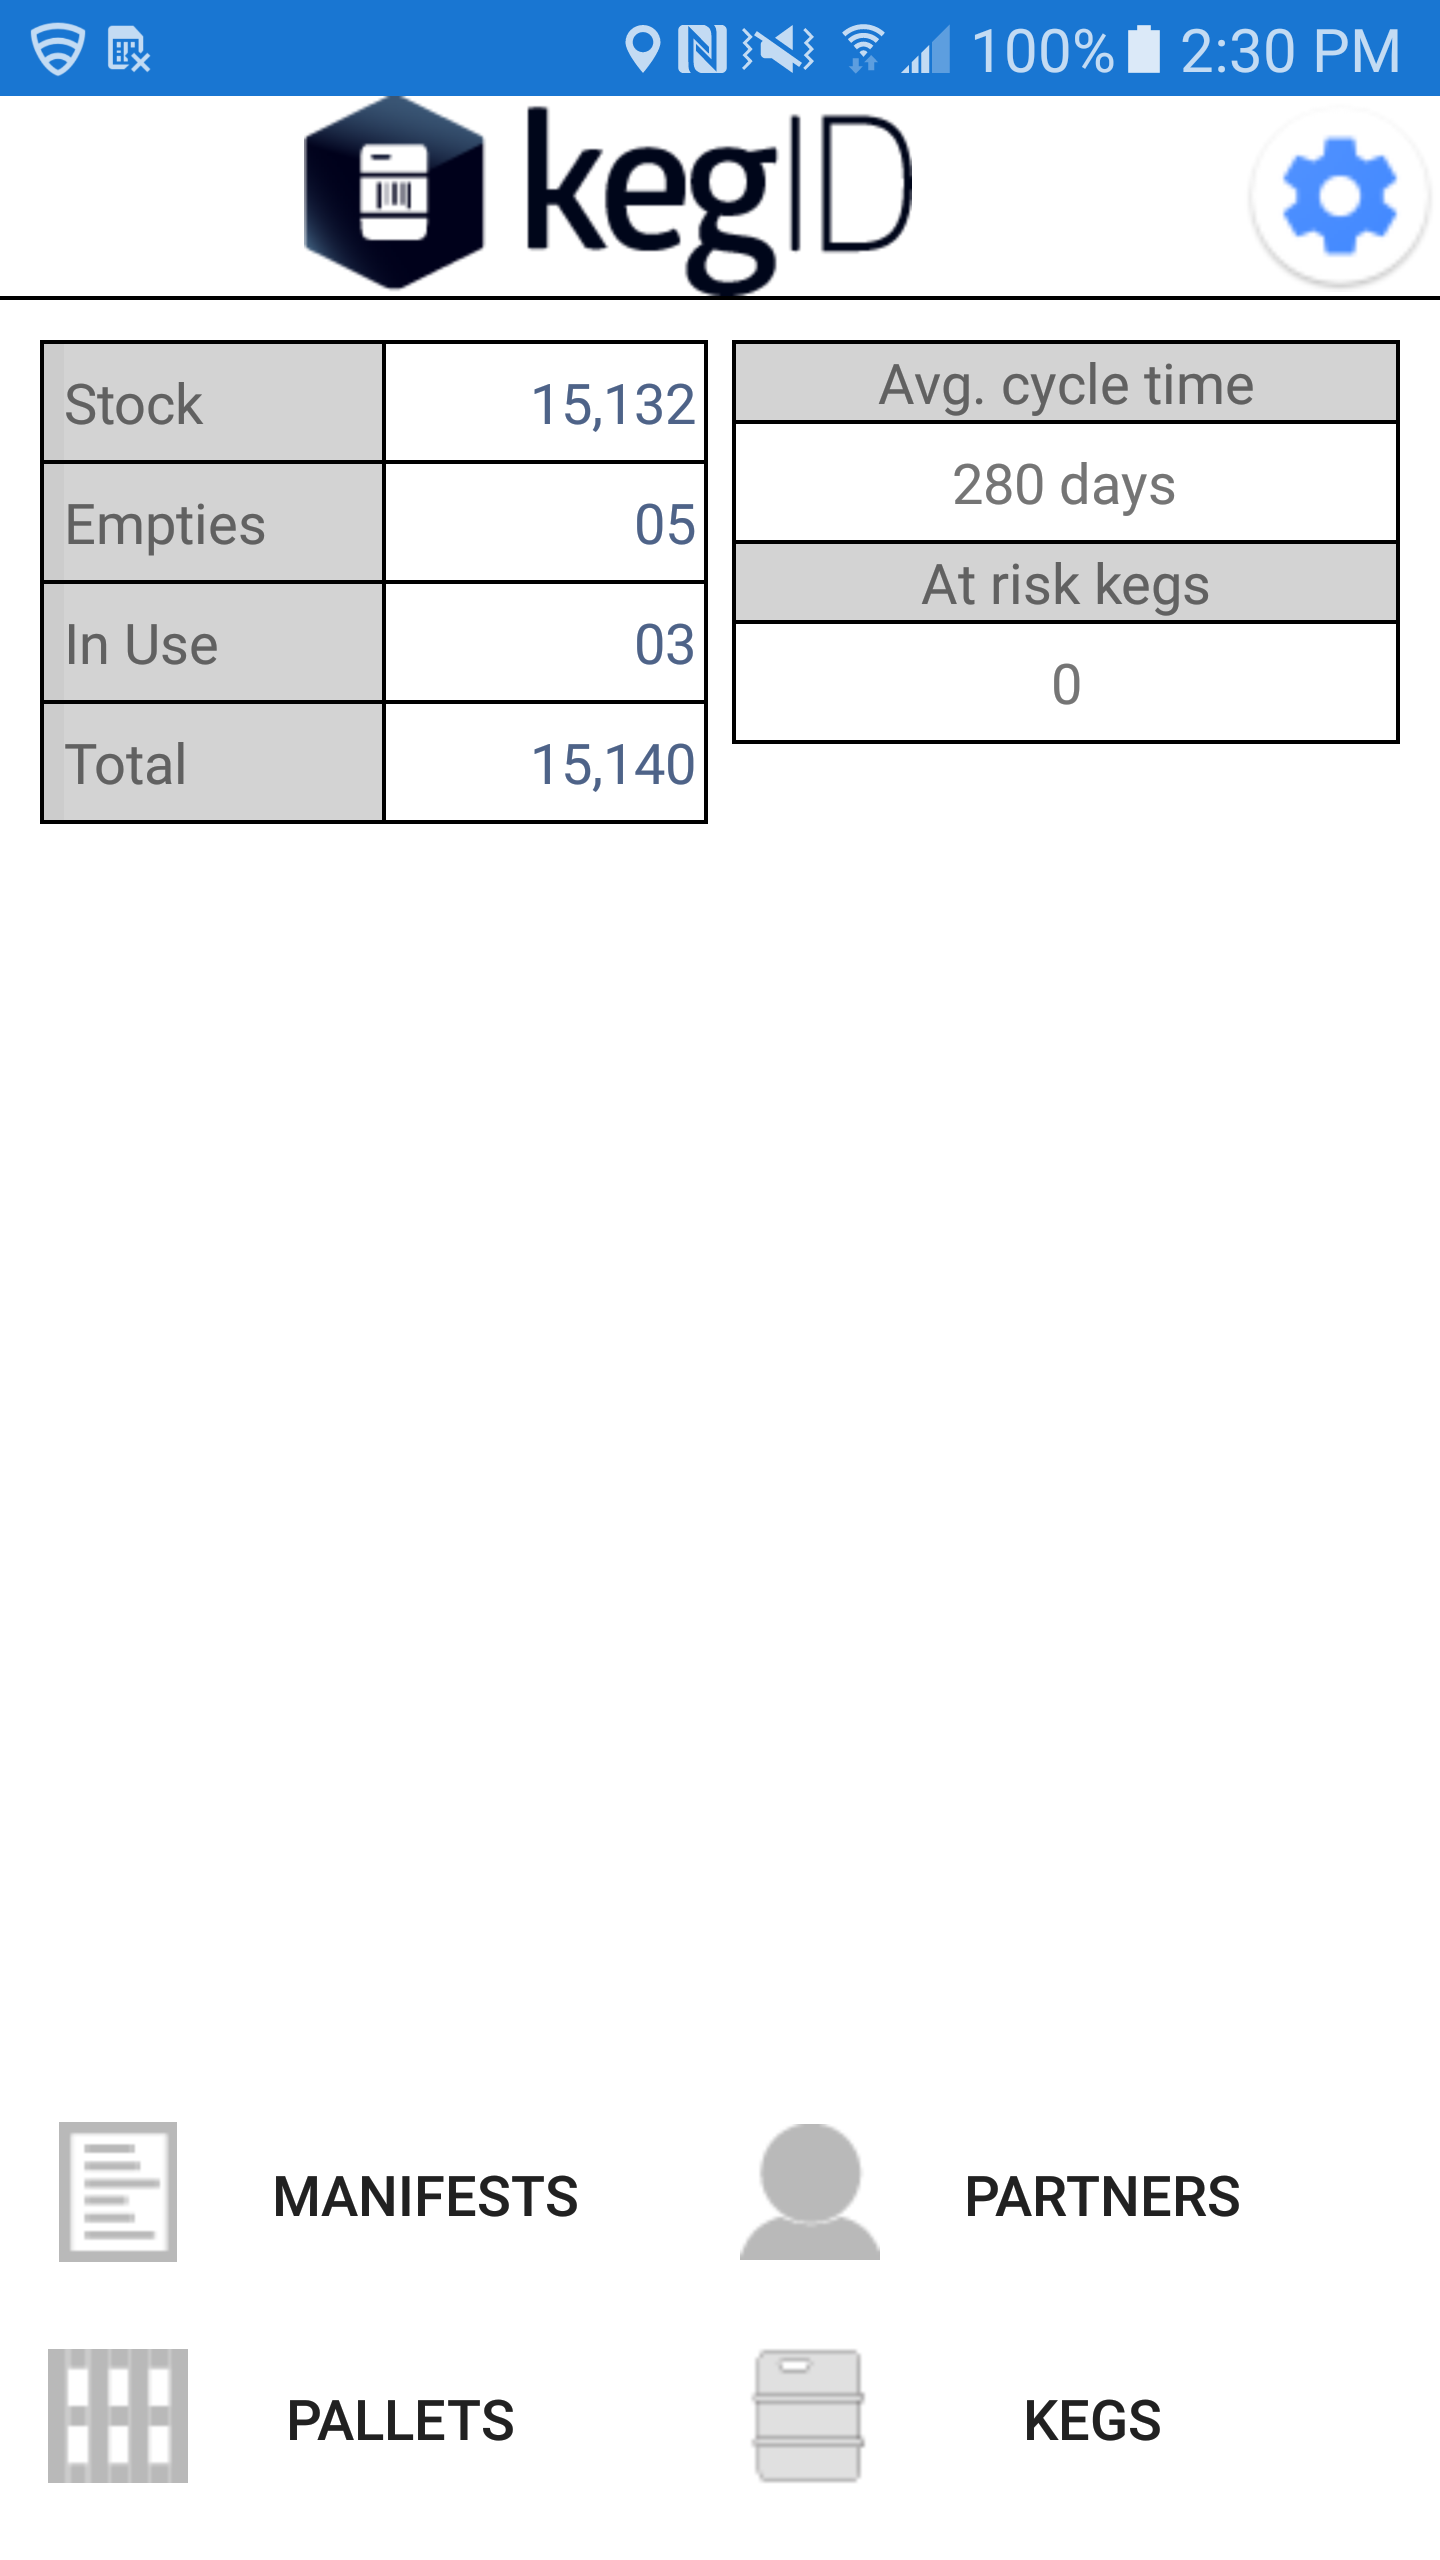 100% 2:30 PM
kegID
Stock 15,132
Empties 05
In Use 03
Total 15,140
Avg. cycle time
280 days
At risk kegs
0
MANIFESTS
PARTNERS
PALLETS
KEGS